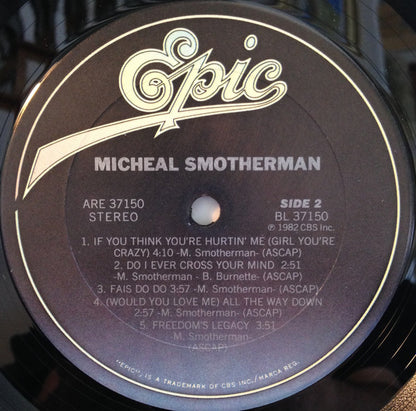 Epic
MICHEAL SMOTHERMAN
ARE 37150
STEREO
SIDE 2
BL 37150
℗ 1982 CBS Inc.
1. IF YOU THINK YOU'RE HURTIN' ME (GIRL YOU'RE
CRAZY) 4:10 -M. Smotherman- (ASCAP)
2. DO I EVER CROSS YOUR MIND 2:51
-M. Smotherman- B. Burnette- (ASCAP)
3. FAIS DO DO 3:57 -M. Smotherman- (ASCAP)
4. (WOULD YOU LOVE ME) ALL THE WAY DOWN
2:57 -M. Smotherman- (ASCAP)
5. FREEDOM'S LEGACY 3:51
-M. Smotherman-
(ASCAP)
"EPIC", IS A TRADEMARK OF CBS INC./MARCA REG.